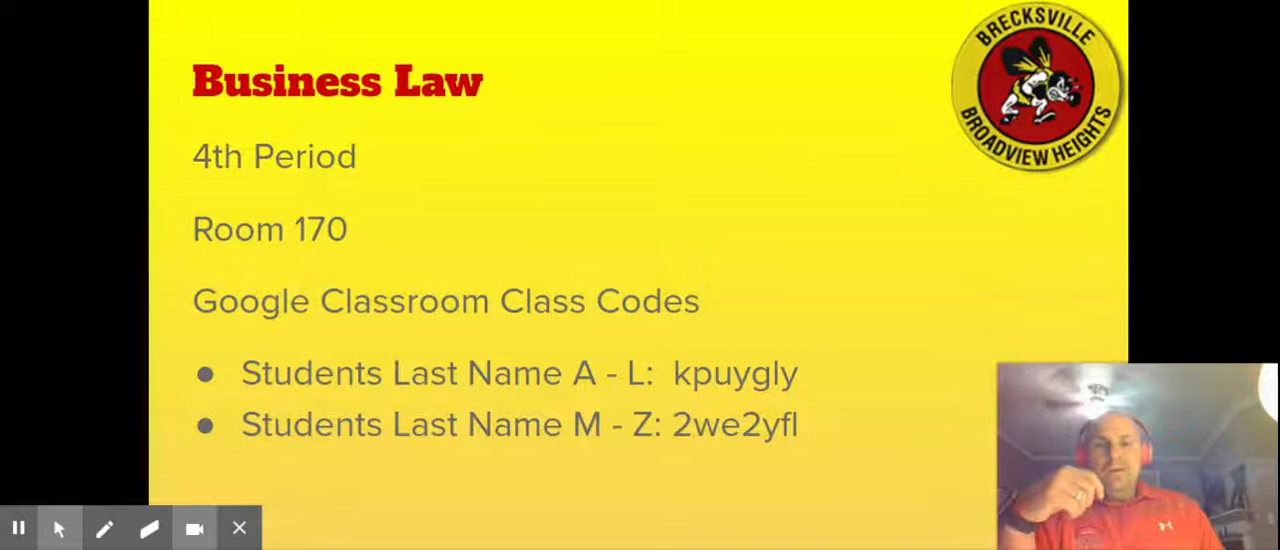 BRECKSVILLE
BROADVIEW HEIGHTS
Business Law
4th Period
Room 170
Google Classroom Class Codes
● Students Last Name A - L: kpuygly
● Students Last Name M - Z: 2we2yfl